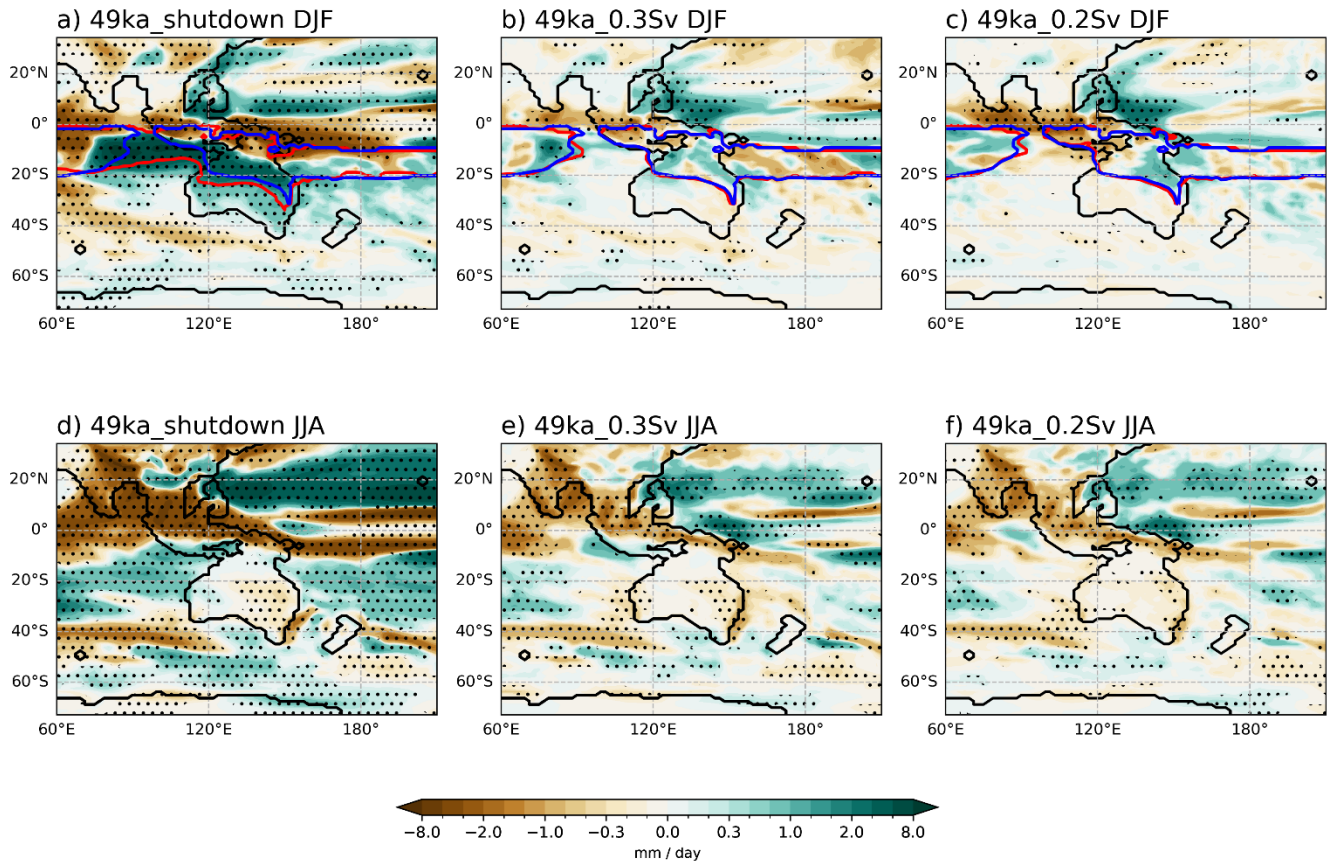 a) 49ka_shutdown DJF
b) 49ka_0.3Sv DJF
c) 49ka_0.2Sv DJF
20°N
0°
20°S
40°S
60°S
60°E
120°E
180°
20°N
0°
20°S
40°S
60°S
60°E
120°E
180°
20°N
0°
20°S
40°S
60°S
60°E
120°E
180°
d) 49ka_shutdown JJA
e) 49ka_0.3Sv JJA
f) 49ka_0.2Sv JJA
20°N
0°
20°S
40°S
60°S
60°E
120°E
180°
20°N
0°
20°S
40°S
60°S
60°E
120°E
180°
20°N
0°
20°S
40°S
60°S
60°E
120°E
180°
−8.0 −2.0 −1.0 −0.3 0.0 0.3 1.0 2.0 8.0
mm / day